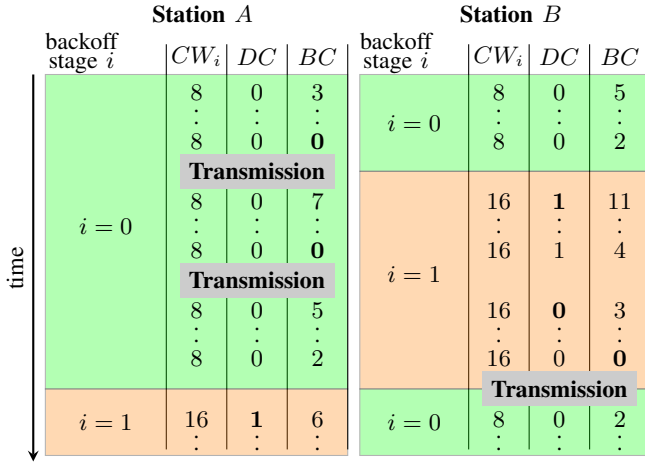 Station A Station B
backoff stage i CW_i DC BC backoff stage i CW_i DC BC
8 0 3 8 0 5
. . . . . .
. . . . . .
8 0 0 i = 0 8 0 2
Transmission
8 0 7 16 1 11
. . . . . .
. . . . . .
i = 0 8 0 0 16 1 4
Transmission i = 1
8 0 5 16 0 3
. . . . . .
. . . . . .
8 0 2 16 0 0
Transmission
i = 1 16 1 6 i = 0 8 0 2
. . . . . .
time